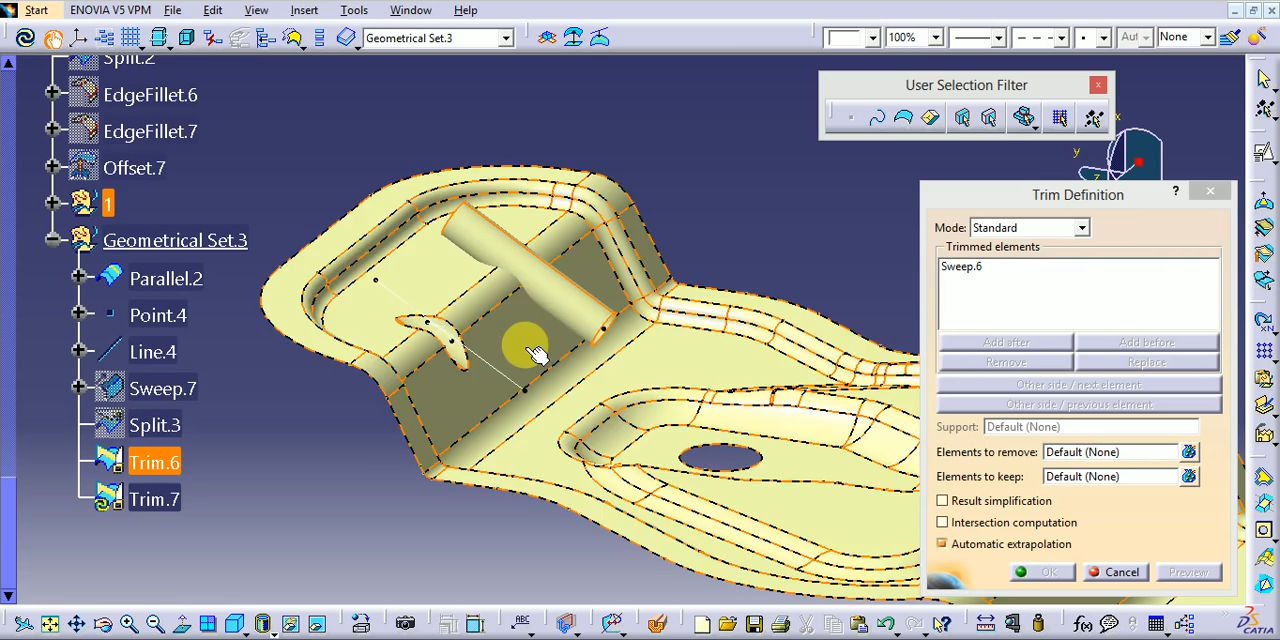 Start ENOVIA V5 VPM File Edit View Insert Tools Window Help
Geometrical Set.3 100% Aut None
Split.2
EdgeFillet.6
EdgeFillet.7
Offset.7
1
Geometrical Set.3
Parallel.2
Point.4
Line.4
Sweep.7
Split.3
Trim.6
Trim.7
User Selection Filter
x
y
z
Trim Definition ?
Mode: Standard
Trimmed elements
Sweep.6
Add after Add before
Remove Replace
Other side / next element
Other side / previous element
Support: Default (None)
Elements to remove: Default (None)
Elements to keep: Default (None)
Result simplification
Intersection computation
Automatic extrapolation
OK Cancel Preview
ABC f(x)
CATIA